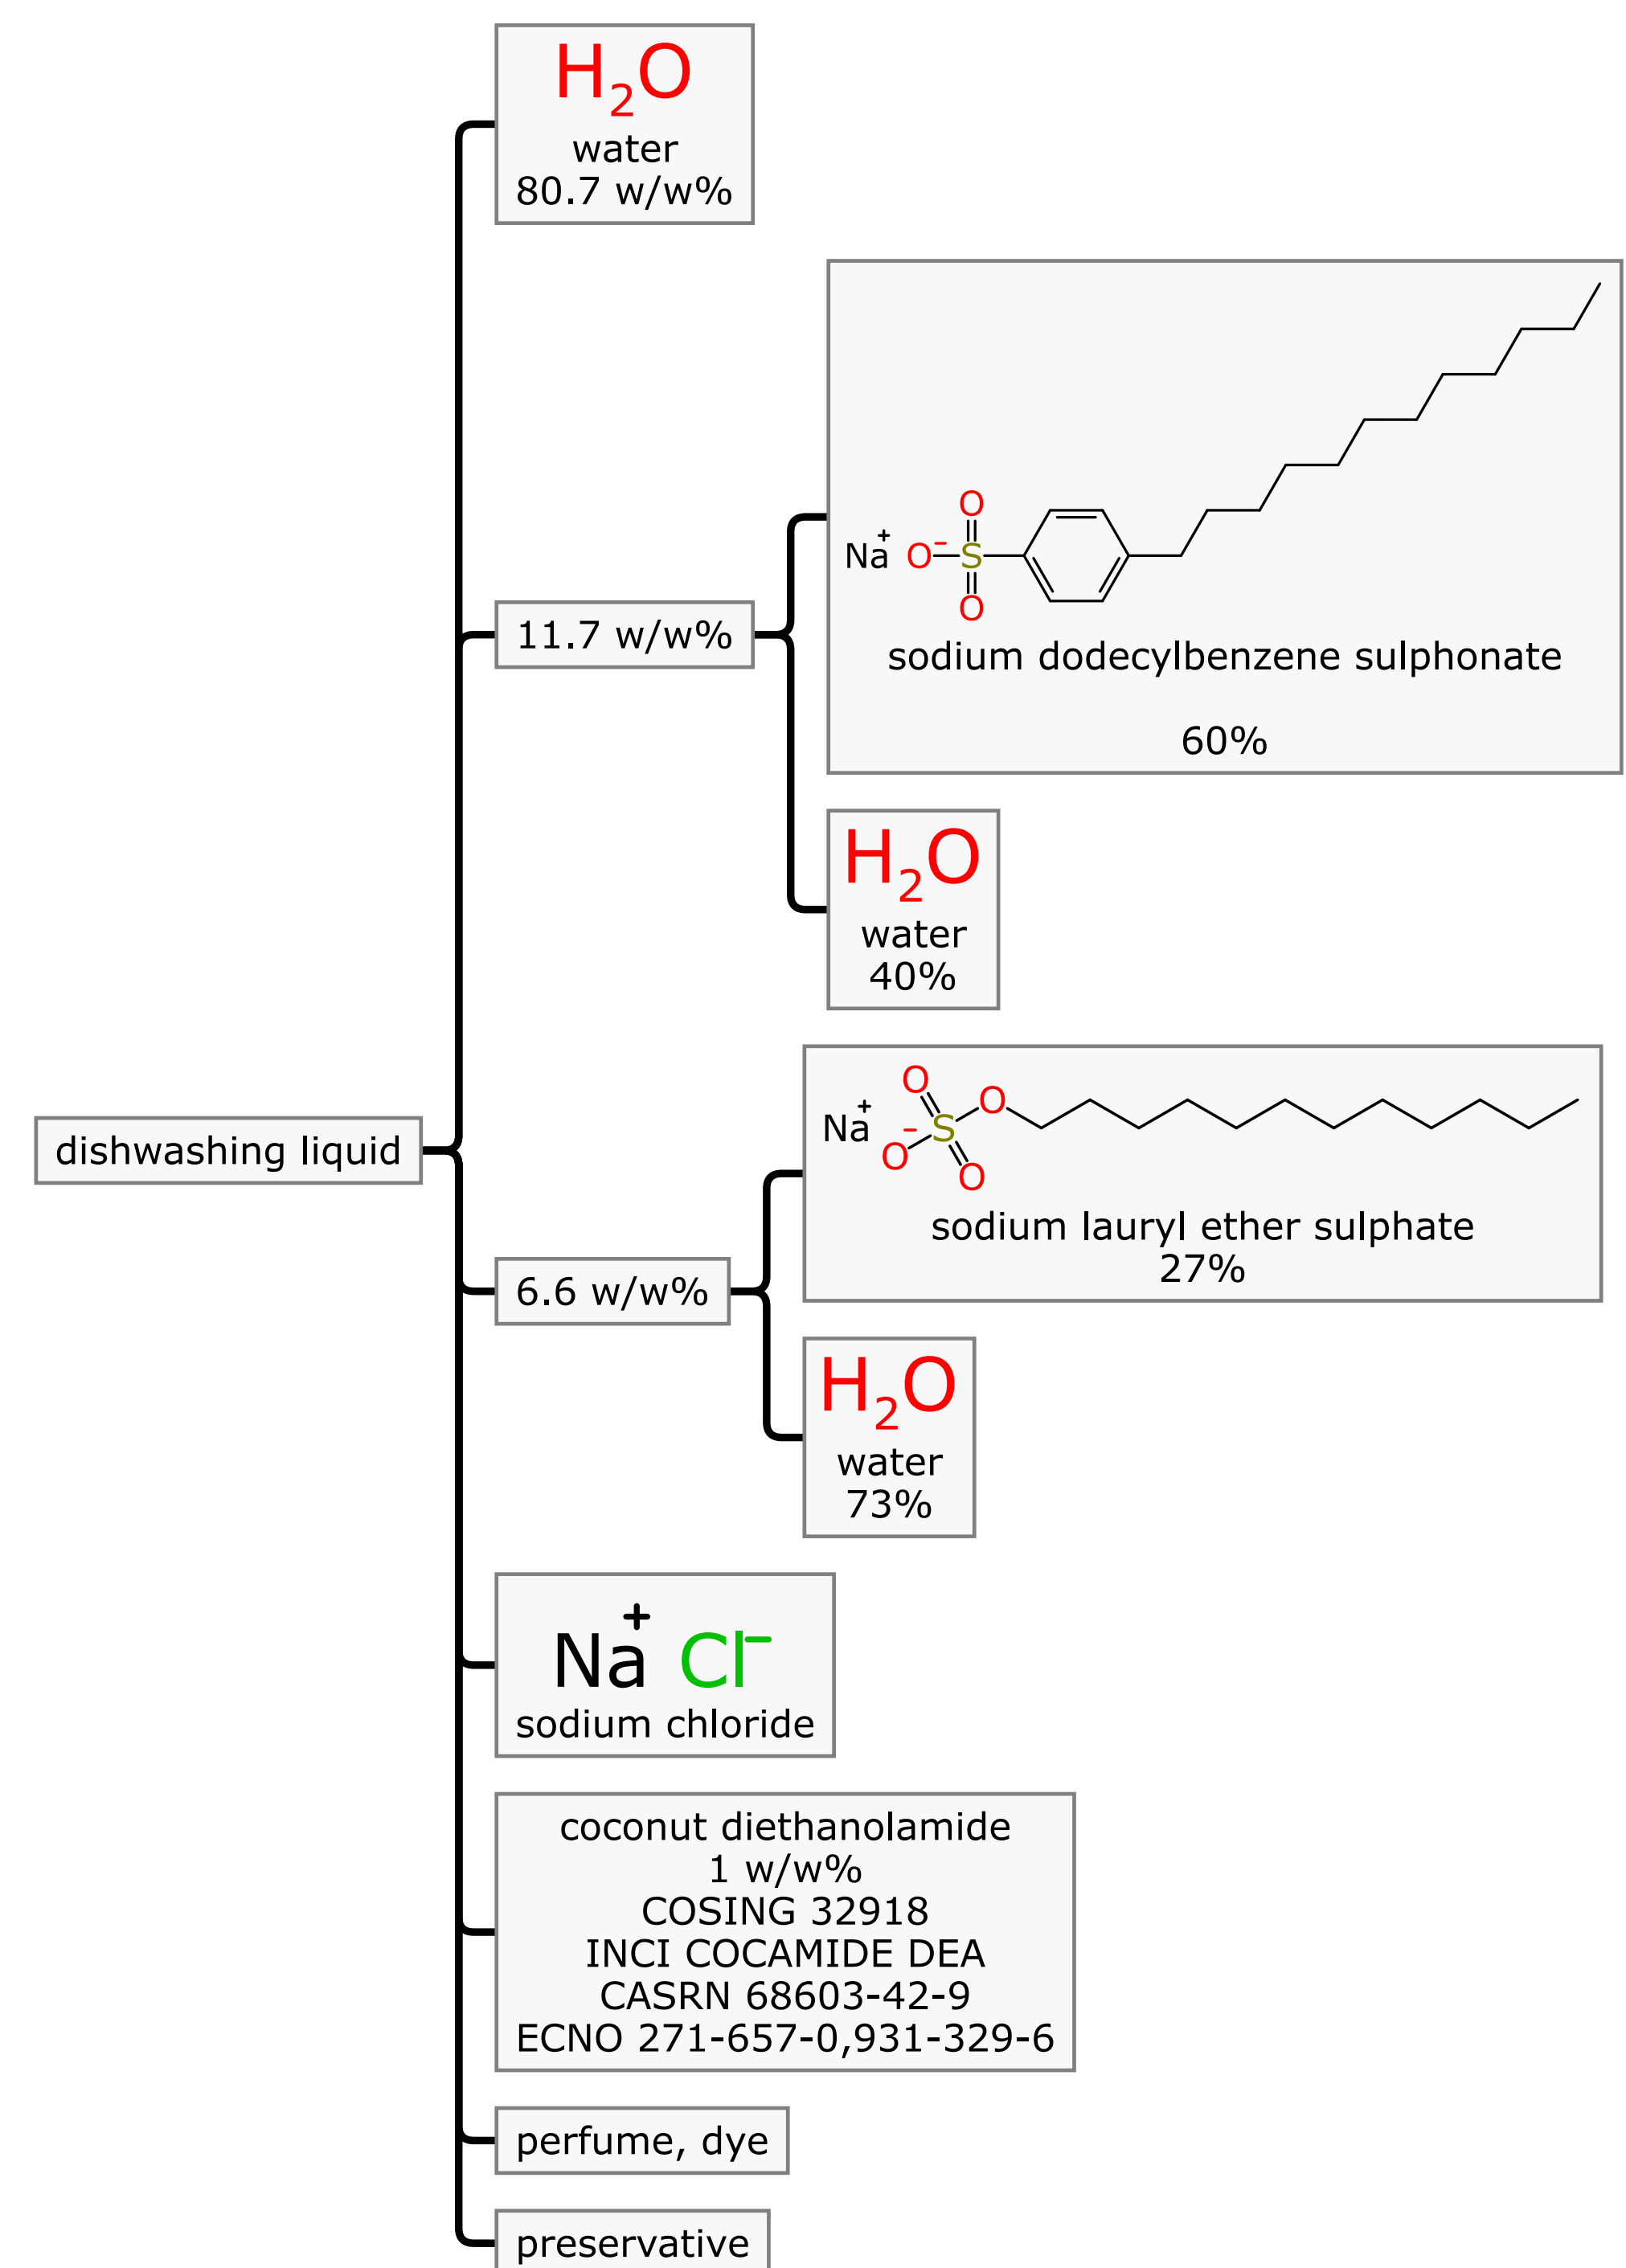 H₂O
water
80.7 w/w%
Na⁺ O⁻ S O O
sodium dodecylbenzene sulphonate
60%
11.7 w/w%
H₂O
water
40%
dishwashing liquid
Na⁺ O⁻ S O O O
sodium lauryl ether sulphate
27%
6.6 w/w%
H₂O
water
73%
Na⁺ Cl⁻
sodium chloride
coconut diethanolamide
1 w/w%
COSING 32918
INCI COCAMIDE DEA
CASRN 68603-42-9
ECNO 271-657-0,931-329-6
perfume, dye
preservative